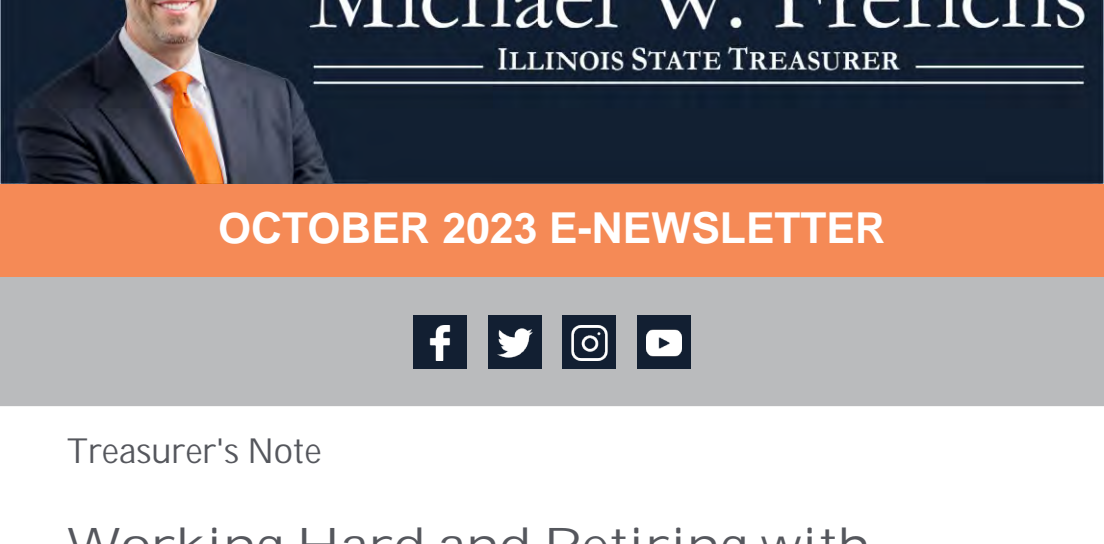 Michael W. Frerichs
ILLINOIS STATE TREASURER
OCTOBER 2023 E-NEWSLETTER
Treasurer's Note
Working Hard and Retiring with